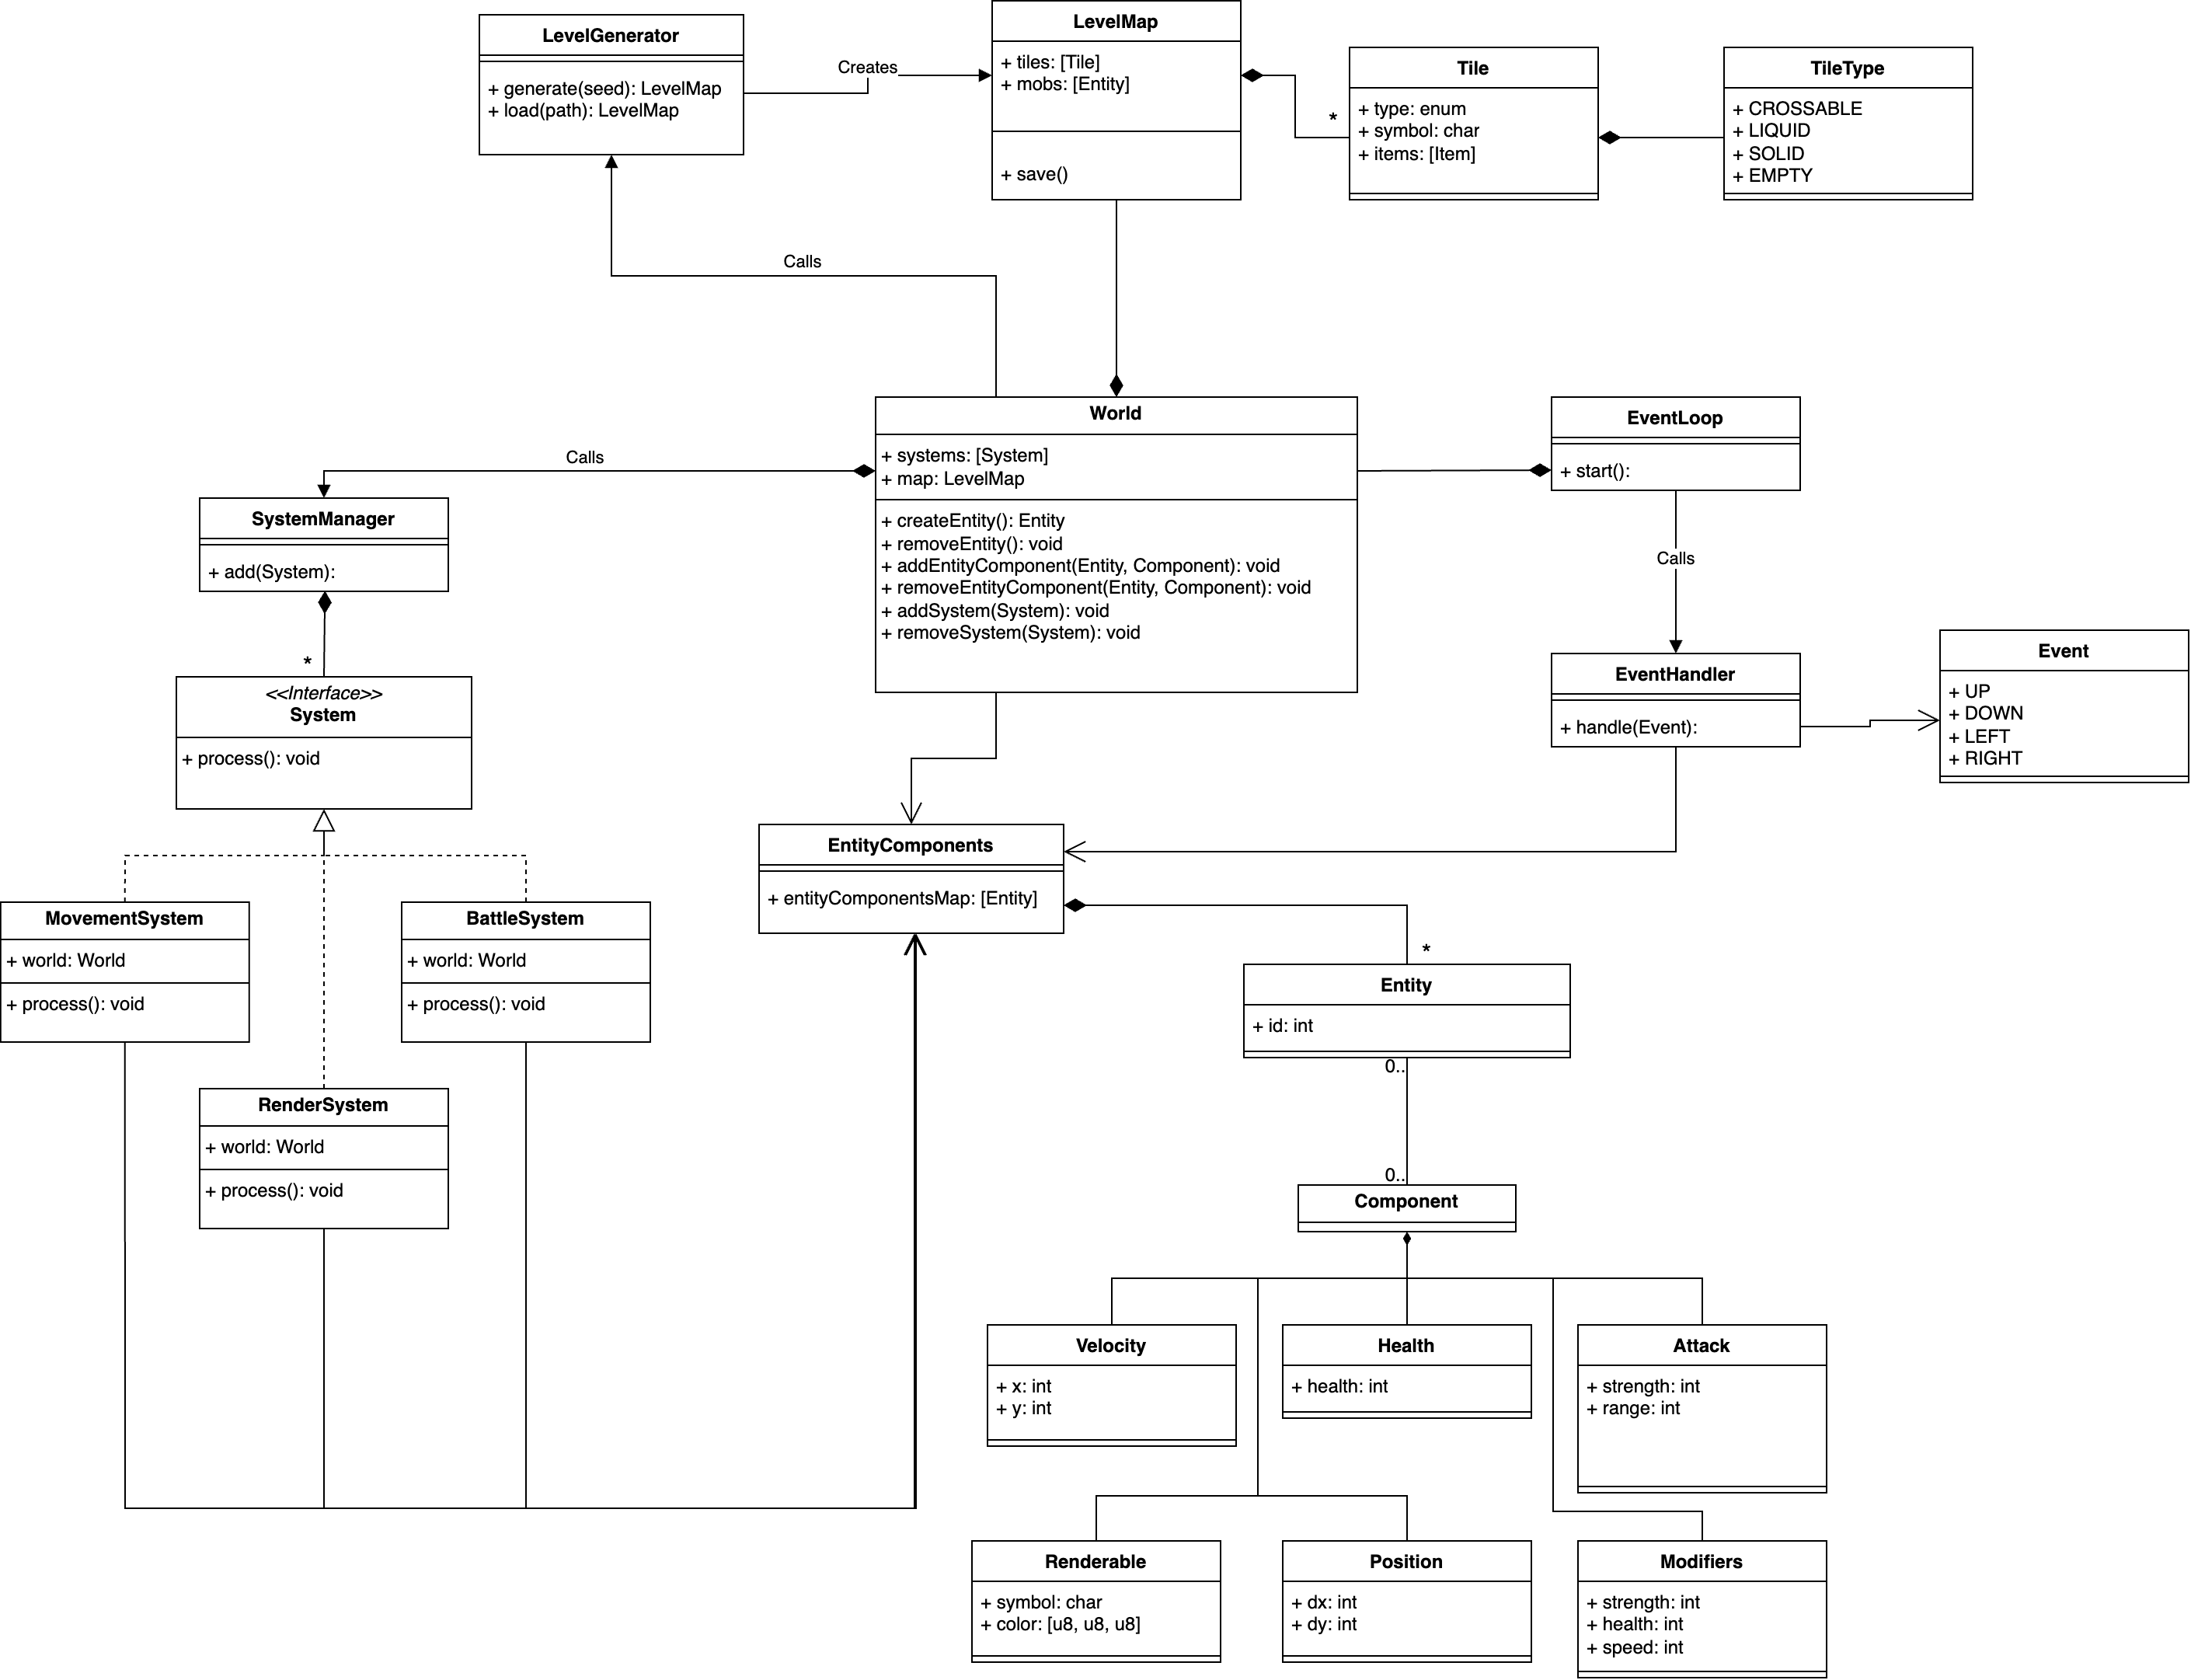 LevelGenerator
+ generate(seed): LevelMap
+ load(path): LevelMap
Creates
LevelMap
+ tiles: [Tile]
+ mobs: [Entity]
+ save()
*
Tile
+ type: enum
+ symbol: char
+ items: [Item]
TileType
+ CROSSABLE
+ LIQUID
+ SOLID
+ EMPTY
Calls
World
+ systems: [System]
+ map: LevelMap
+ createEntity(): Entity
+ removeEntity(): void
+ addEntityComponent(Entity, Component): void
+ removeEntityComponent(Entity, Component): void
+ addSystem(System): void
+ removeSystem(System): void
EventLoop
+ start():
Calls
SystemManager
+ add(System):
*
<<Interface>>
System
+ process(): void
Calls
EventHandler
+ handle(Event):
Event
+ UP
+ DOWN
+ LEFT
+ RIGHT
EntityComponents
+ entityComponentsMap: [Entity]
MovementSystem
+ world: World
+ process(): void
BattleSystem
+ world: World
+ process(): void
RenderSystem
+ world: World
+ process(): void
*
Entity
+ id: int
0..
0..
Component
Velocity
+ x: int
+ y: int
Health
+ health: int
Attack
+ strength: int
+ range: int
Renderable
+ symbol: char
+ color: [u8, u8, u8]
Position
+ dx: int
+ dy: int
Modifiers
+ strength: int
+ health: int
+ speed: int